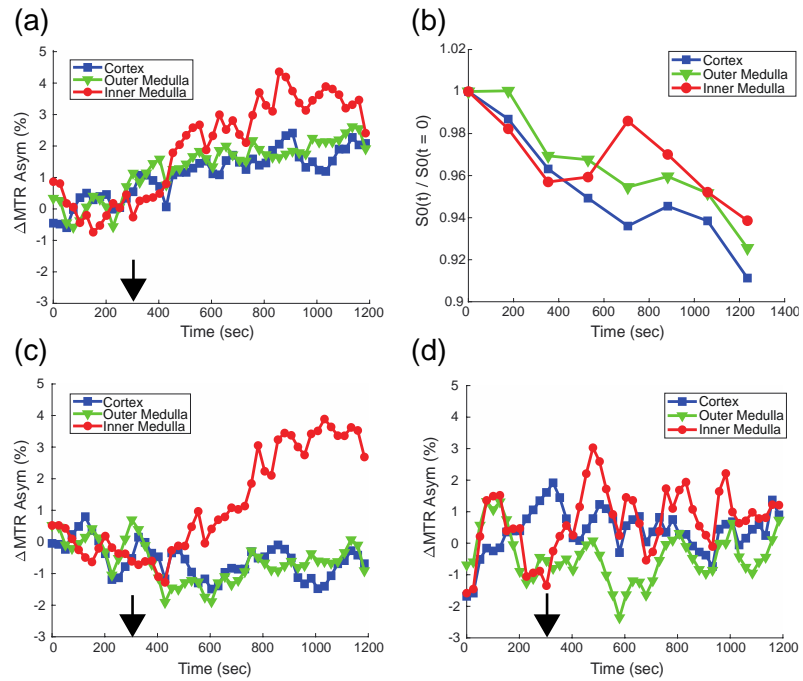 (a)
ΔMTR Asym (%)
5
4
3
2
1
0
-1
-2
-3
Cortex
Outer Medulla
Inner Medulla
0 200 400 600 800 1000 1200
Time (sec)
(b)
S0(t) / S0(t = 0)
1.02
1
0.98
0.96
0.94
0.92
0.9
Cortex
Outer Medulla
Inner Medulla
0 200 400 600 800 1000 1200 1400
Time (sec)
(c)
ΔMTR Asym (%)
5
4
3
2
1
0
-1
-2
-3
Cortex
Outer Medulla
Inner Medulla
0 200 400 600 800 1000 1200
Time (sec)
(d)
ΔMTR Asym (%)
5
4
3
2
1
0
-1
-2
-3
Cortex
Outer Medulla
Inner Medulla
0 200 400 600 800 1000 1200
Time (sec)